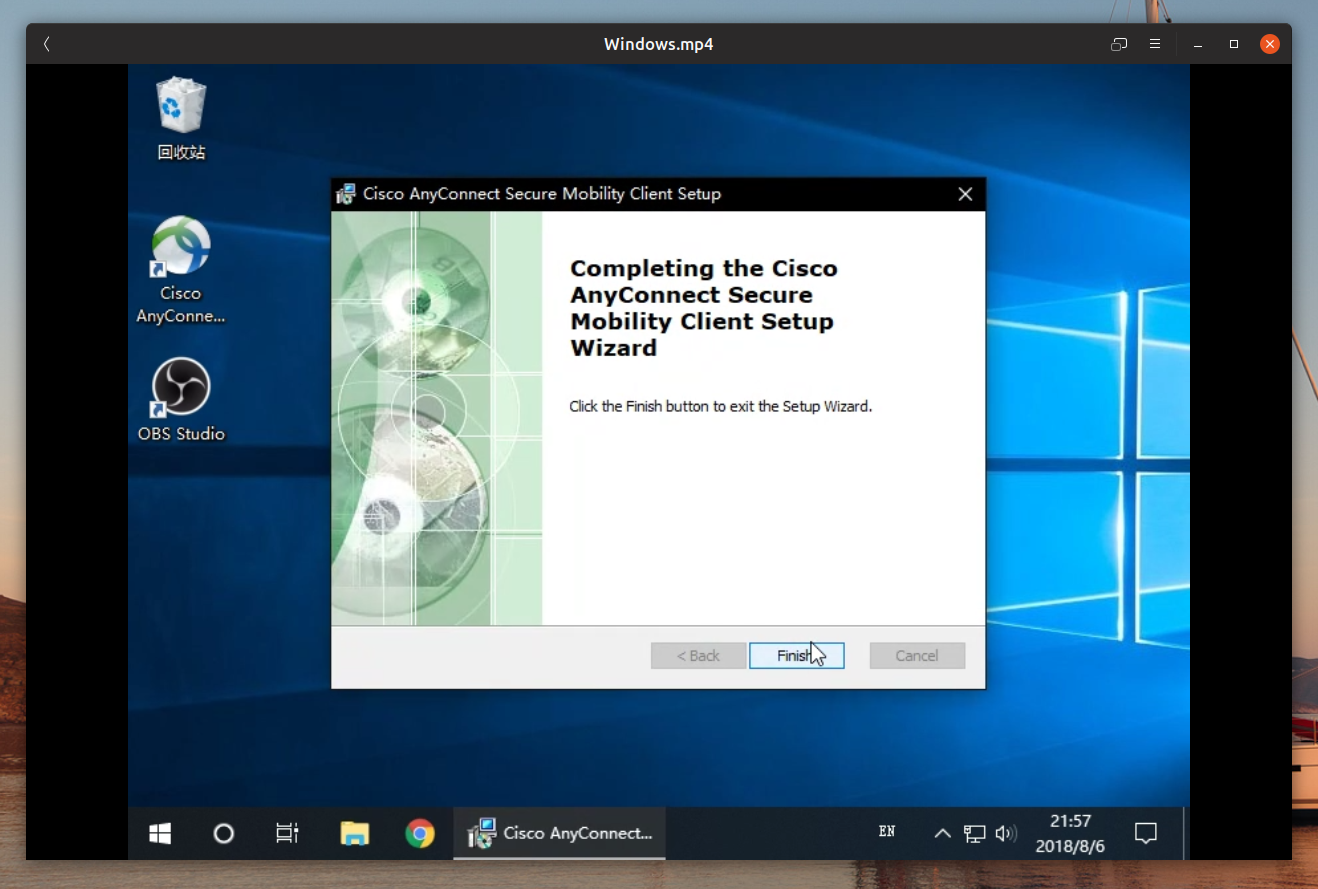 Windows.mp4
回收站
Cisco
AnyConne...
OBS Studio
Cisco AnyConnect Secure Mobility Client Setup
Completing the Cisco
AnyConnect Secure
Mobility Client Setup
Wizard
Click the Finish button to exit the Setup Wizard.
< Back
Finish
Cancel
Cisco AnyConnect...
EN
21:57
2018/8/6